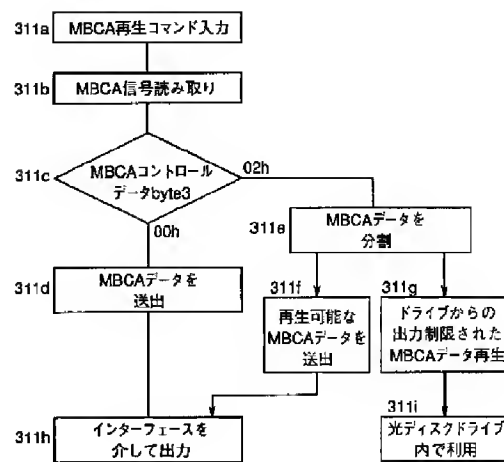 311a
MBCA再生コマンド入力
311b
MBCA信号読み取り
311c
MBCAコントロール
データbyte3
02h
00h
311e
MBCAデータを
分割
311d
MBCAデータを
送出
311f
再生可能な
MBCAデータを
送出
311g
ドライブからの
出力制限された
MBCAデータ再生
311h
インターフェースを
介して出力
311i
光ディスクドライブ
内で利用